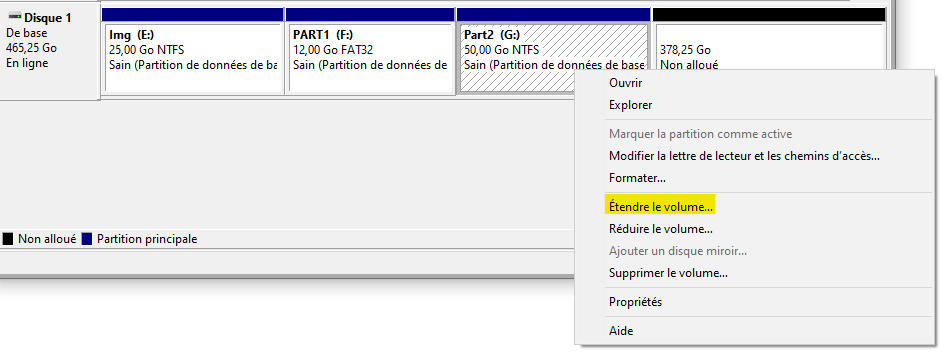 Disque 1
De base
465,25 Go
En ligne
Img (E:)
25,00 Go NTFS
Sain (Partition de données de ba
PART1 (F:)
12,00 Go FAT32
Sain (Partition de données de
Part2 (G:)
50,00 Go NTFS
Sain (Partition de données de base
378,25 Go
Non alloué
Ouvrir
Explorer
Marquer la partition comme active
Modifier la lettre de lecteur et les chemins d’accès...
Formater...
Étendre le volume...
Réduire le volume...
Ajouter un disque miroir...
Supprimer le volume...
Propriétés
Aide
Non alloué
Partition principale